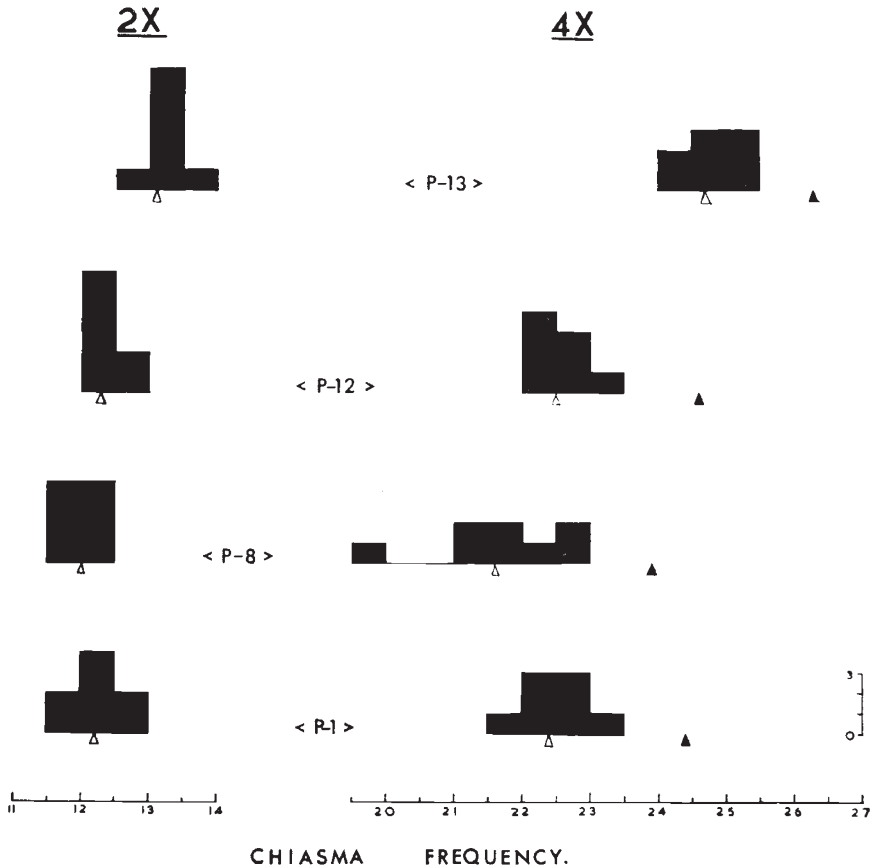 2X 4X
< P-13 >
< P-12 >
< P-8 >
< P-1 >
3
0
11 12 13 14 20 21 22 23 24 25 26 27
CHIASMA FREQUENCY.